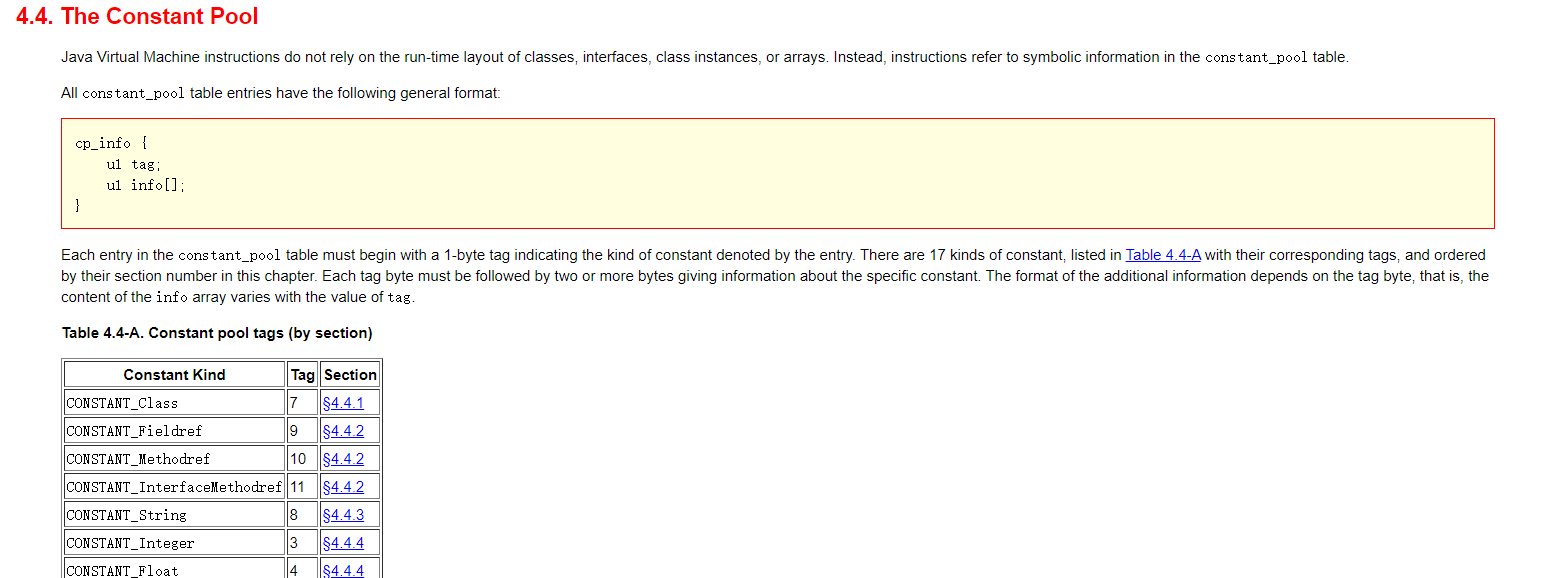 4.4. The Constant Pool
Java Virtual Machine instructions do not rely on the run-time layout of classes, interfaces, class instances, or arrays. Instead, instructions refer to symbolic information in the constant_pool table.
All constant_pool table entries have the following general format:
cp_info {
    u1 tag;
    u1 info[];
}
Each entry in the constant_pool table must begin with a 1-byte tag indicating the kind of constant denoted by the entry. There are 17 kinds of constant, listed in Table 4.4-A with their corresponding tags, and ordered
by their section number in this chapter. Each tag byte must be followed by two or more bytes giving information about the specific constant. The format of the additional information depends on the tag byte, that is, the
content of the info array varies with the value of tag.
Table 4.4-A. Constant pool tags (by section)
Constant Kind Tag Section
CONSTANT_Class 7 §4.4.1
CONSTANT_Fieldref 9 §4.4.2
CONSTANT_Methodref 10 §4.4.2
CONSTANT_InterfaceMethodref 11 §4.4.2
CONSTANT_String 8 §4.4.3
CONSTANT_Integer 3 §4.4.4
CONSTANT_Float 4 §4.4.4